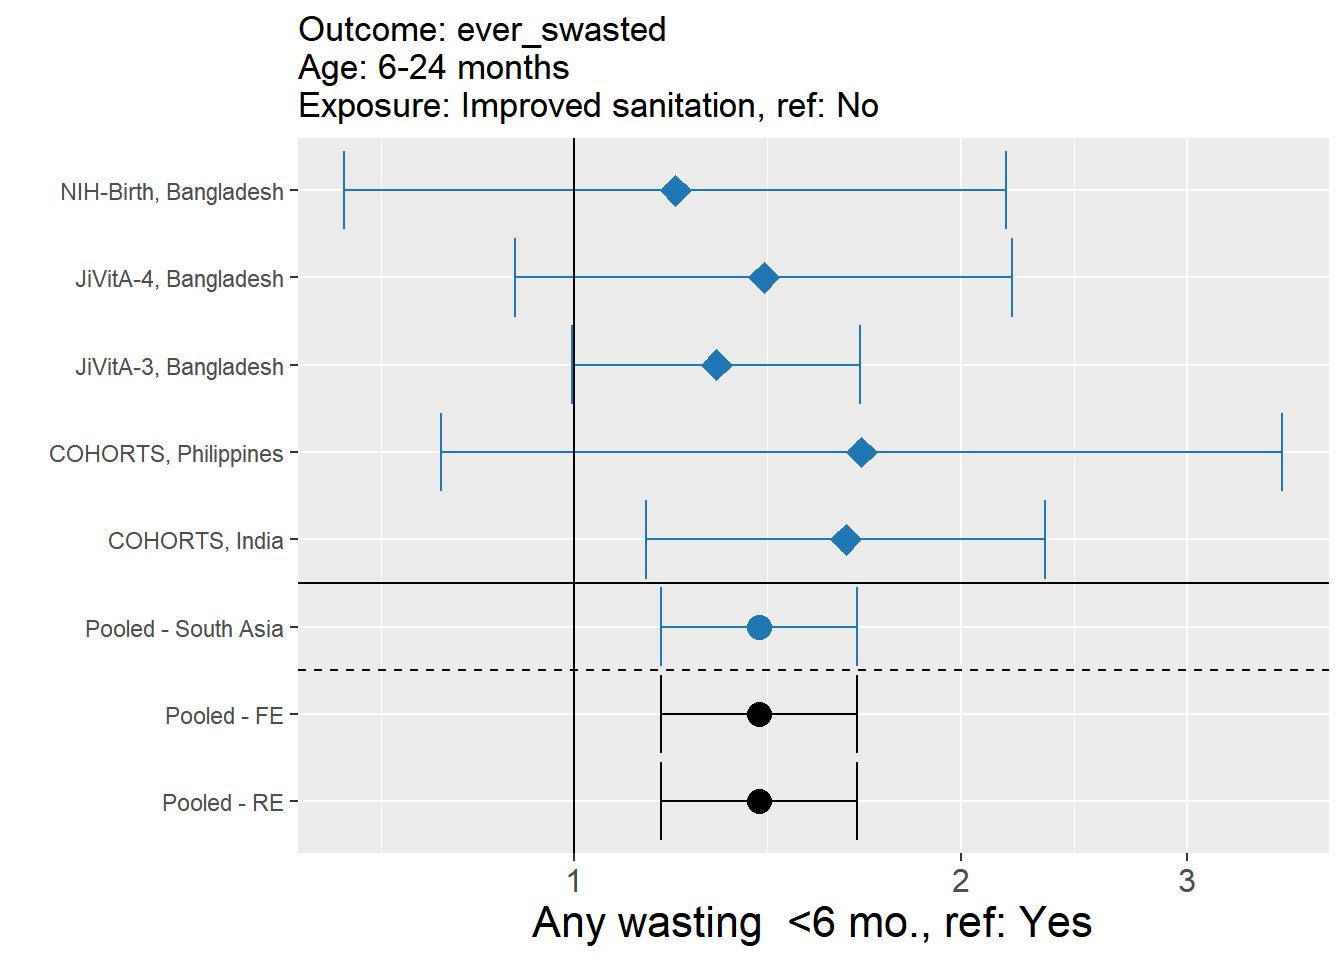 Outcome: ever_swasted
Age: 6-24 months
Exposure: Improved sanitation, ref: No
NIH-Birth, Bangladesh
JiVitA-4, Bangladesh
JiVitA-3, Bangladesh
COHORTS, Philippines
COHORTS, India
Pooled - South Asia
Pooled - FE
Pooled - RE
1 2 3
Any wasting  <6 mo., ref: Yes